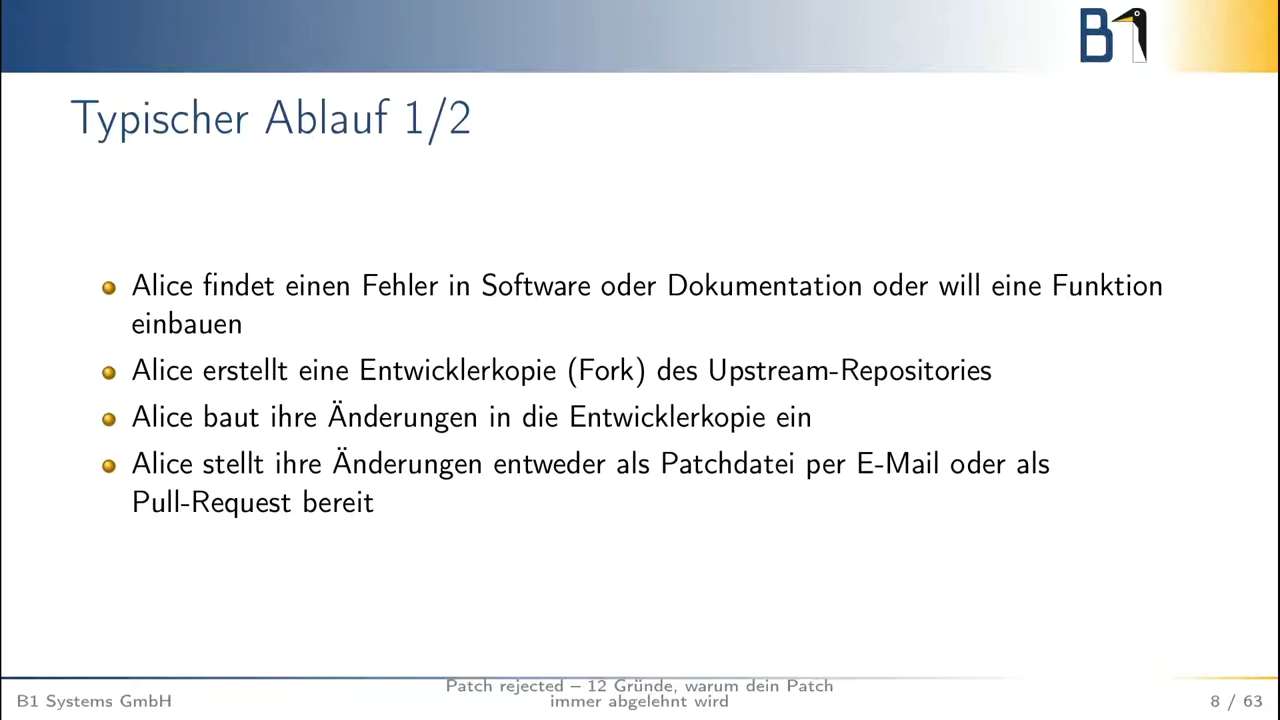 B1
Typischer Ablauf 1/2
Alice findet einen Fehler in Software oder Dokumentation oder will eine Funktion
einbauen
Alice erstellt eine Entwicklerkopie (Fork) des Upstream-Repositories
Alice baut ihre Änderungen in die Entwicklerkopie ein
Alice stellt ihre Änderungen entweder als Patchdatei per E-Mail oder als
Pull-Request bereit
B1 Systems GmbH
Patch rejected – 12 Gründe, warum dein Patch
immer abgelehnt wird
8 / 63